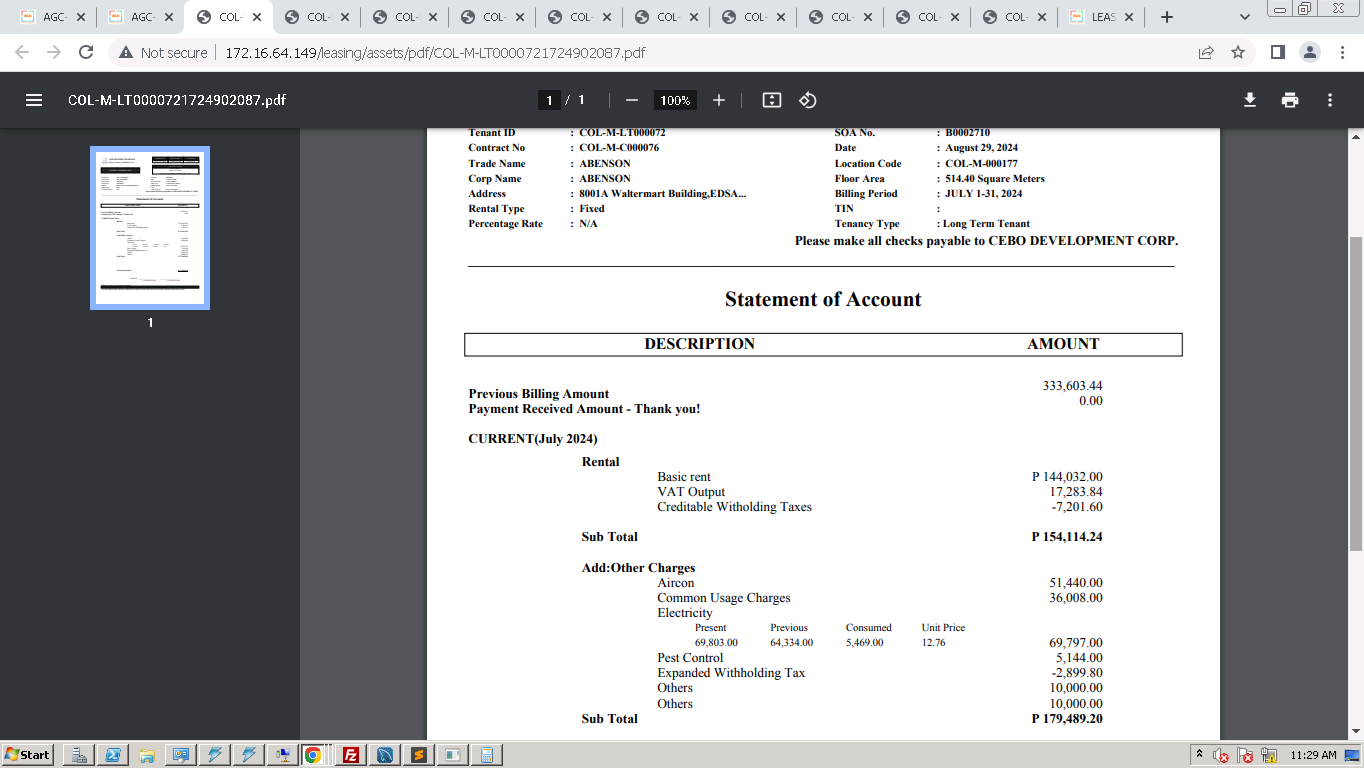 AGC-
AGC-
COL-
COL-
COL-
COL-
COL-
COL-
COL-
COL-
COL-
COL-
LEAS
Not secure | 172.16.64.149/leasing/assets/pdf/COL-M-LT0000721724902087.pdf
COL-M-LT0000721724902087.pdf 1 / 1 100%
1
Tenant ID : COL-M-LT000072 SOA No. : B0002710
Contract No : COL-M-C000076 Date : August 29, 2024
Trade Name : ABENSON Location Code : COL-M-000177
Corp Name : ABENSON Floor Area : 514.40 Square Meters
Address : 8001A Waltermart Building,EDSA... Billing Period : JULY 1-31, 2024
Rental Type : Fixed TIN :
Percentage Rate : N/A Tenancy Type : Long Term Tenant
Please make all checks payable to CEBO DEVELOPMENT CORP.
Statement of Account
DESCRIPTION AMOUNT
Previous Billing Amount 333,603.44
Payment Received Amount - Thank you! 0.00
CURRENT(July 2024)
Rental
Basic rent P 144,032.00
VAT Output 17,283.84
Creditable Witholding Taxes -7,201.60
Sub Total P 154,114.24
Add:Other Charges
Aircon 51,440.00
Common Usage Charges 36,008.00
Electricity
Present Previous Consumed Unit Price
69,803.00 64,334.00 5,469.00 12.76 69,797.00
Pest Control 5,144.00
Expanded Withholding Tax -2,899.80
Others 10,000.00
Others 10,000.00
Sub Total P 179,489.20
Start 11:29 AM